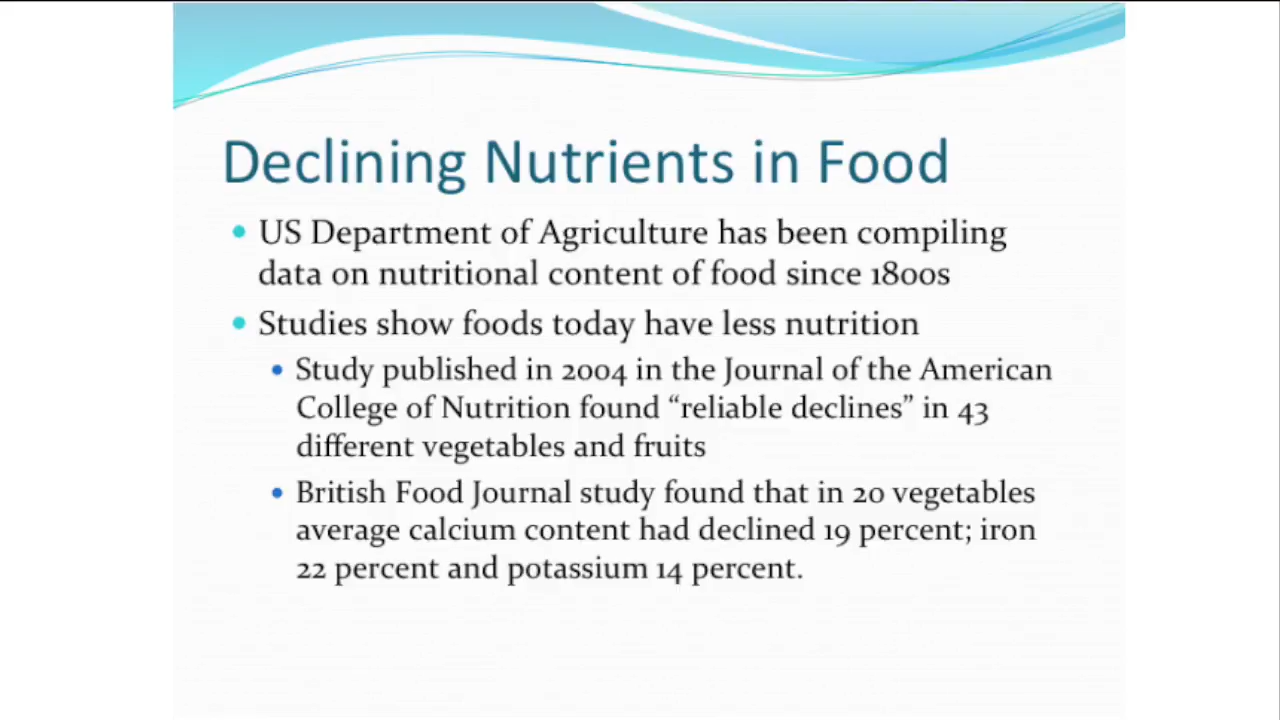 Declining Nutrients in Food
• US Department of Agriculture has been compiling
data on nutritional content of food since 1800s
• Studies show foods today have less nutrition
• Study published in 2004 in the Journal of the American
College of Nutrition found “reliable declines” in 43
different vegetables and fruits
• British Food Journal study found that in 20 vegetables
average calcium content had declined 19 percent; iron
22 percent and potassium 14 percent.